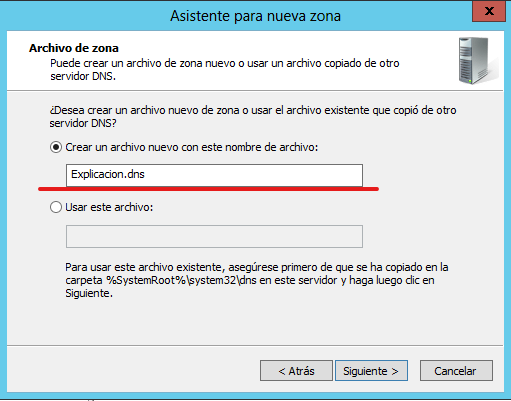 Asistente para nueva zona
x
Archivo de zona
Puede crear un archivo de zona nuevo o usar un archivo copiado de otro
servidor DNS.
¿Desea crear un archivo nuevo de zona o usar el archivo existente que copió de otro
servidor DNS?
Crear un archivo nuevo con este nombre de archivo:
Explicacion.dns
Usar este archivo:
Para usar este archivo existente, asegúrese primero de que se ha copiado en la
carpeta %SystemRoot%\system32\dns en este servidor y haga luego clic en
Siguiente.
< Atrás
Siguiente >
Cancelar